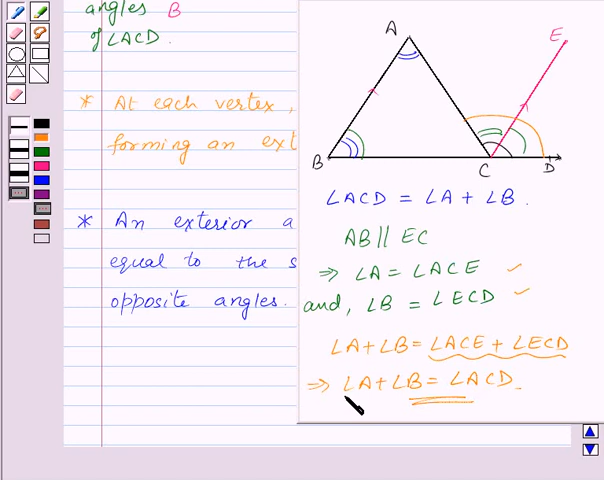 angles B
of ∠ACD.
* At each vertex,
forming an ext
* An exterior a
equal to the s
opposite angles.
A
E
B
C
D
∠ACD = ∠A + ∠B.
AB || EC
⇒ ∠A = ∠ACE ✓
and, ∠B = ∠ECD ✓
∠A + ∠B = ∠ACE + ∠ECD
⇒ ∠A + ∠B = ∠ACD.